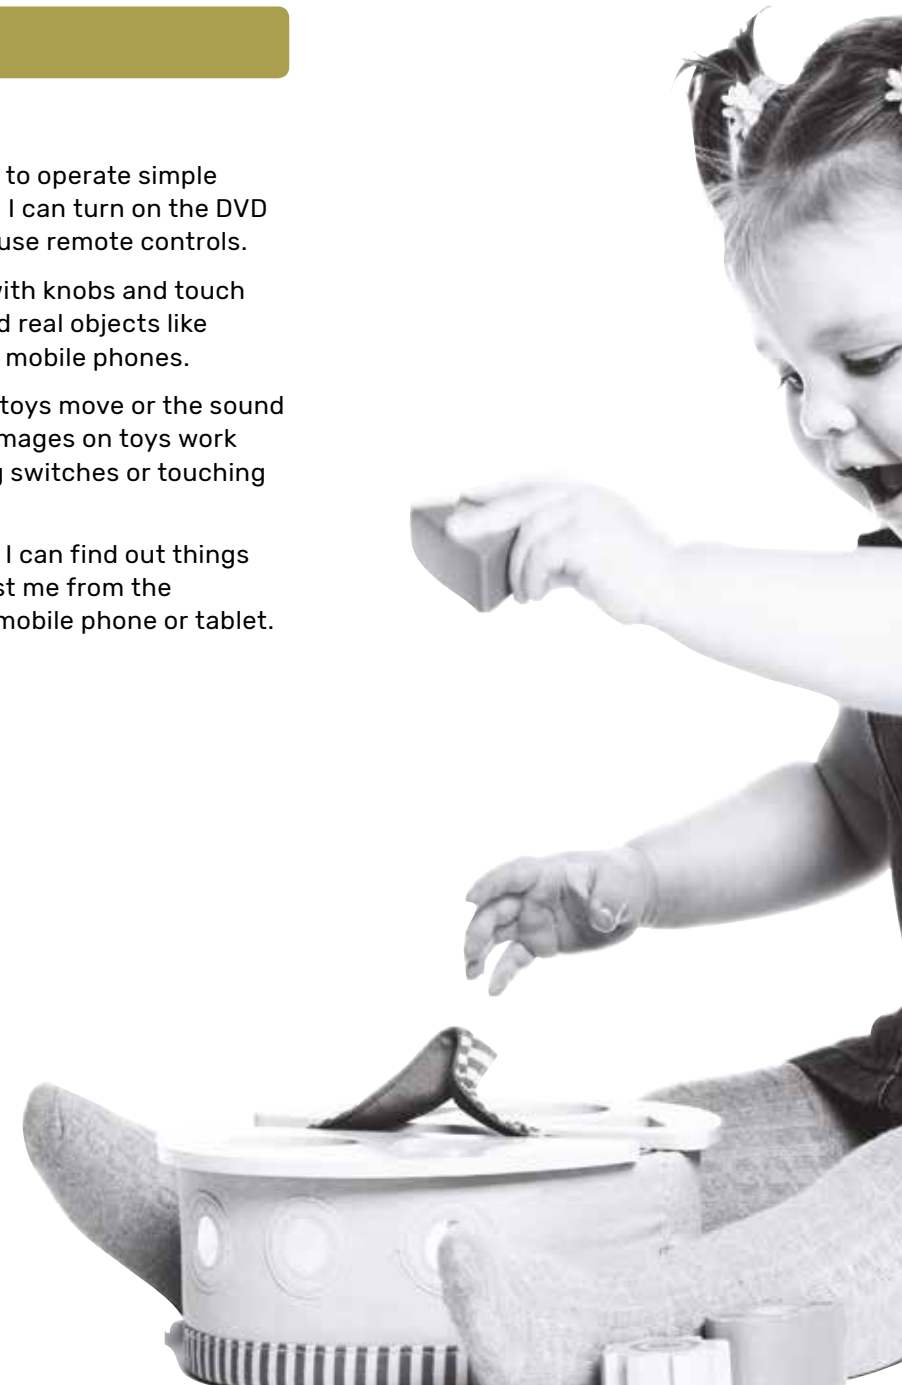 to operate simple
I can turn on the DVD
use remote controls.
with knobs and touch
d real objects like
mobile phones.
toys move or the sound
mages on toys work
g switches or touching
I can find out things
st me from the
mobile phone or tablet.